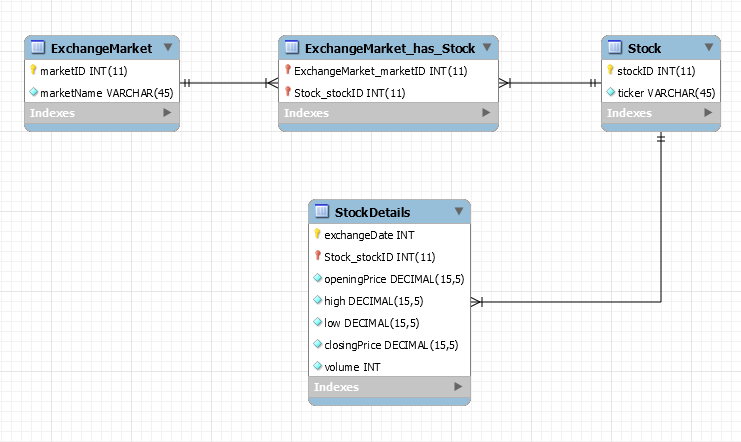 ExchangeMarket
marketID INT(11)
marketName VARCHAR(45)
Indexes
ExchangeMarket_has_Stock
ExchangeMarket_marketID INT(11)
Stock_stockID INT(11)
Indexes
Stock
stockID INT(11)
ticker VARCHAR(45)
Indexes
StockDetails
exchangeDate INT
Stock_stockID INT(11)
openingPrice DECIMAL(15,5)
high DECIMAL(15,5)
low DECIMAL(15,5)
closingPrice DECIMAL(15,5)
volume INT
Indexes